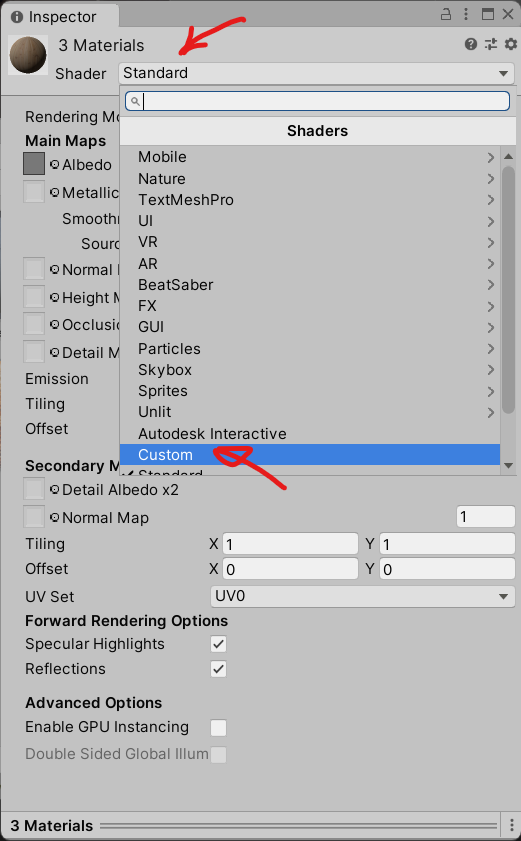 Inspector
3 Materials
Shader Standard
Rendering Mo
Shaders
Main Maps
Mobile
Albedo
Nature
Metallic
TextMeshPro
Smoothn
UI
Sourc
VR
AR
Normal
BeatSaber
Height M
FX
Occlusio
GUI
Detail M
Particles
Emission
Skybox
Tiling
Sprites
Offset
Unlit
Autodesk Interactive
Custom
Secondary M
Standard
Detail Albedo x2
Normal Map 1
Tiling X 1 Y 1
Offset X 0 Y 0
UV Set UV0
Forward Rendering Options
Specular Highlights
Reflections
Advanced Options
Enable GPU Instancing
Double Sided Global Illum
3 Materials